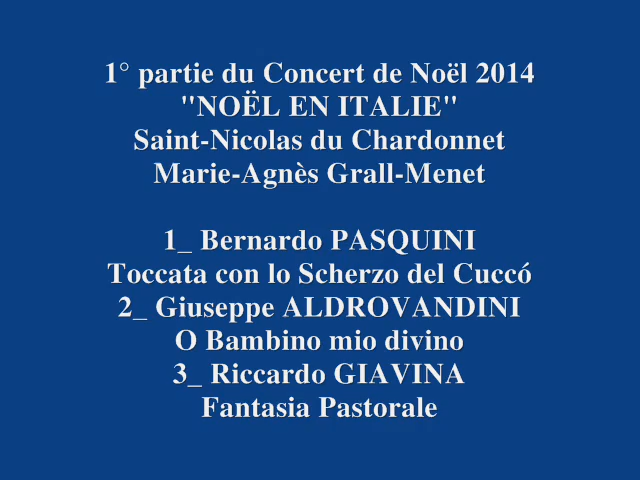 1° partie du Concert de Noël 2014
"NOËL EN ITALIE"
Saint-Nicolas du Chardonnet
Marie-Agnès Grall-Menet
1_ Bernardo PASQUINI
Toccata con lo Scherzo del Cuccó
2_ Giuseppe ALDROVANDINI
O Bambino mio divino
3_ Riccardo GIAVINA
Fantasia Pastorale